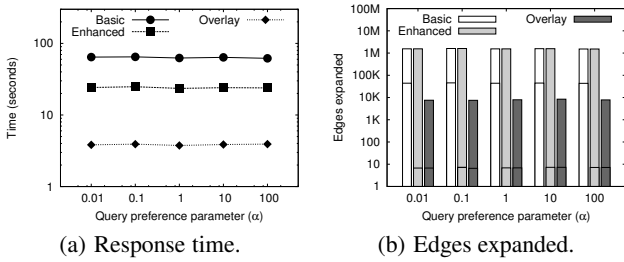 Basic
Enhanced
Overlay
Time (seconds)
100
10
1
0.01 0.1 1 10 100
Query preference parameter (α)
(a) Response time.
Basic
Enhanced
Overlay
Edges expanded
10M
1M
100K
10K
1K
100
10
1
0.01 0.1 1 10 100
Query preference parameter (α)
(b) Edges expanded.